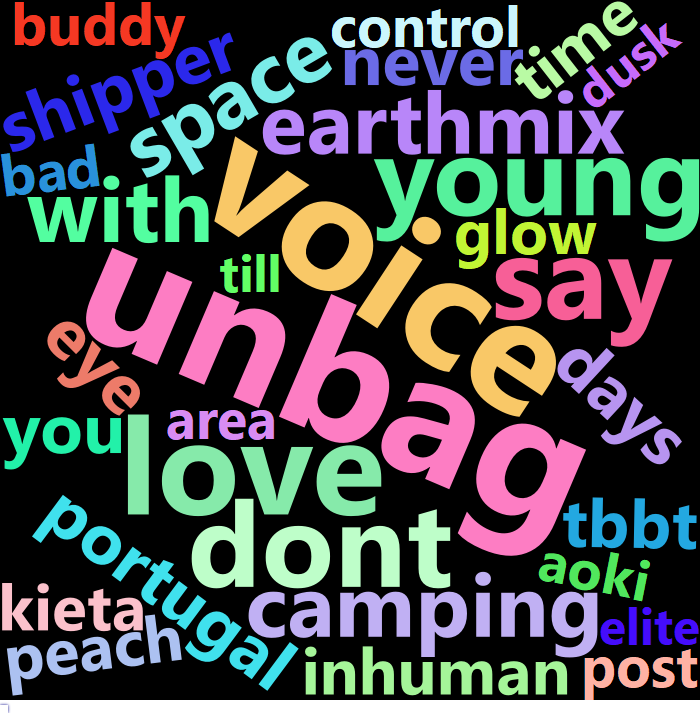 buddy
control
time
shipper
space
never
dusk
earthmix
bad
with
voice
young
glow
till
say
unbag
eye
days
you
area
love
tbbt
dont
portugal
aoki
kieta
camping
elite
peach
inhuman
post